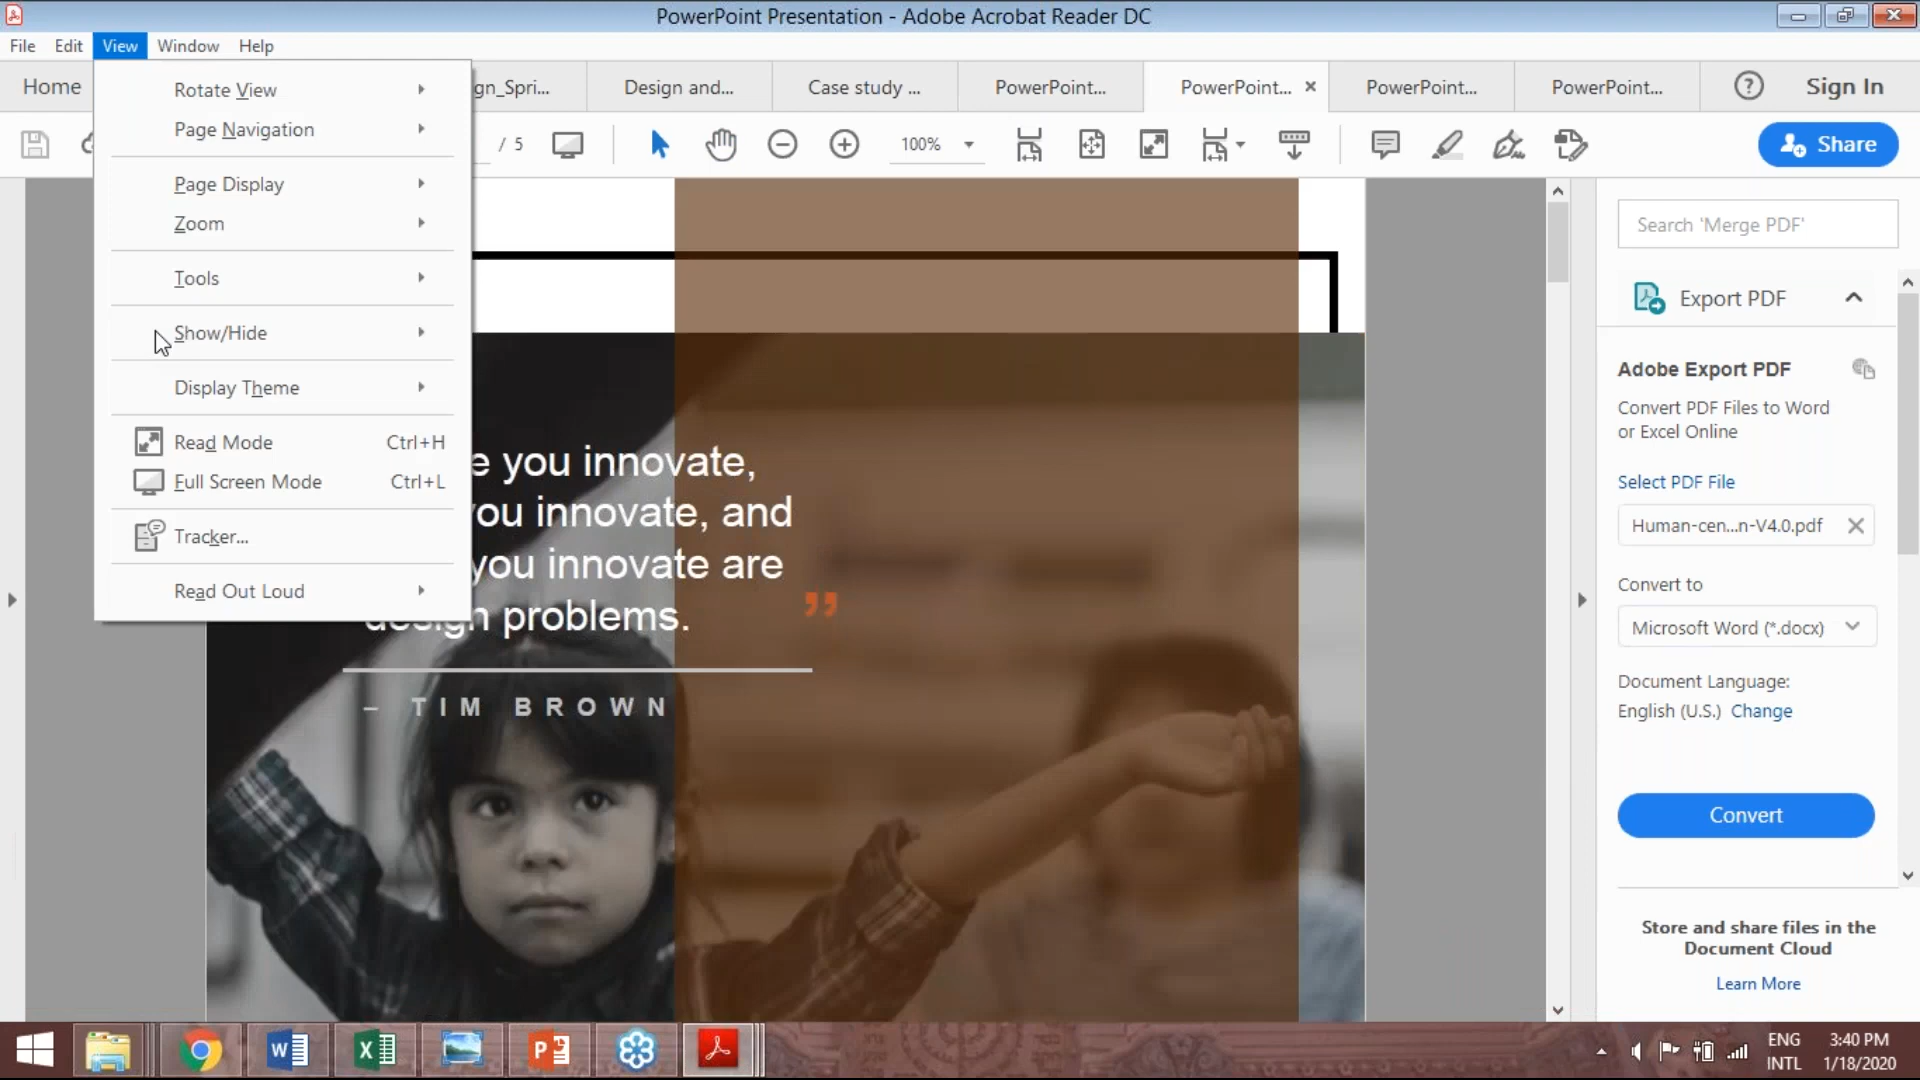 PowerPoint Presentation - Adobe Acrobat Reader DC
File Edit View Window Help
Home gn_Spri... Design and... Case study ... PowerPoint... PowerPoint... × PowerPoint... PowerPoint... ? Sign In
/ 5 100% Share
Rotate View
Page Navigation
Page Display
Zoom
Tools
Show/Hide
Display Theme
Read Mode Ctrl+H
Full Screen Mode Ctrl+L
Tracker...
Read Out Loud
e you innovate,
you innovate, and
you innovate are
design problems. ”
– TIM BROWN
Search 'Merge PDF'
Export PDF
Adobe Export PDF
Convert PDF Files to Word
or Excel Online
Select PDF File
Human-cen...n-V4.0.pdf
Convert to
Microsoft Word (*.docx)
Document Language:
English (U.S.) Change
Convert
Store and share files in the
Document Cloud
Learn More
ENG 3:40 PM
INTL 1/18/2020